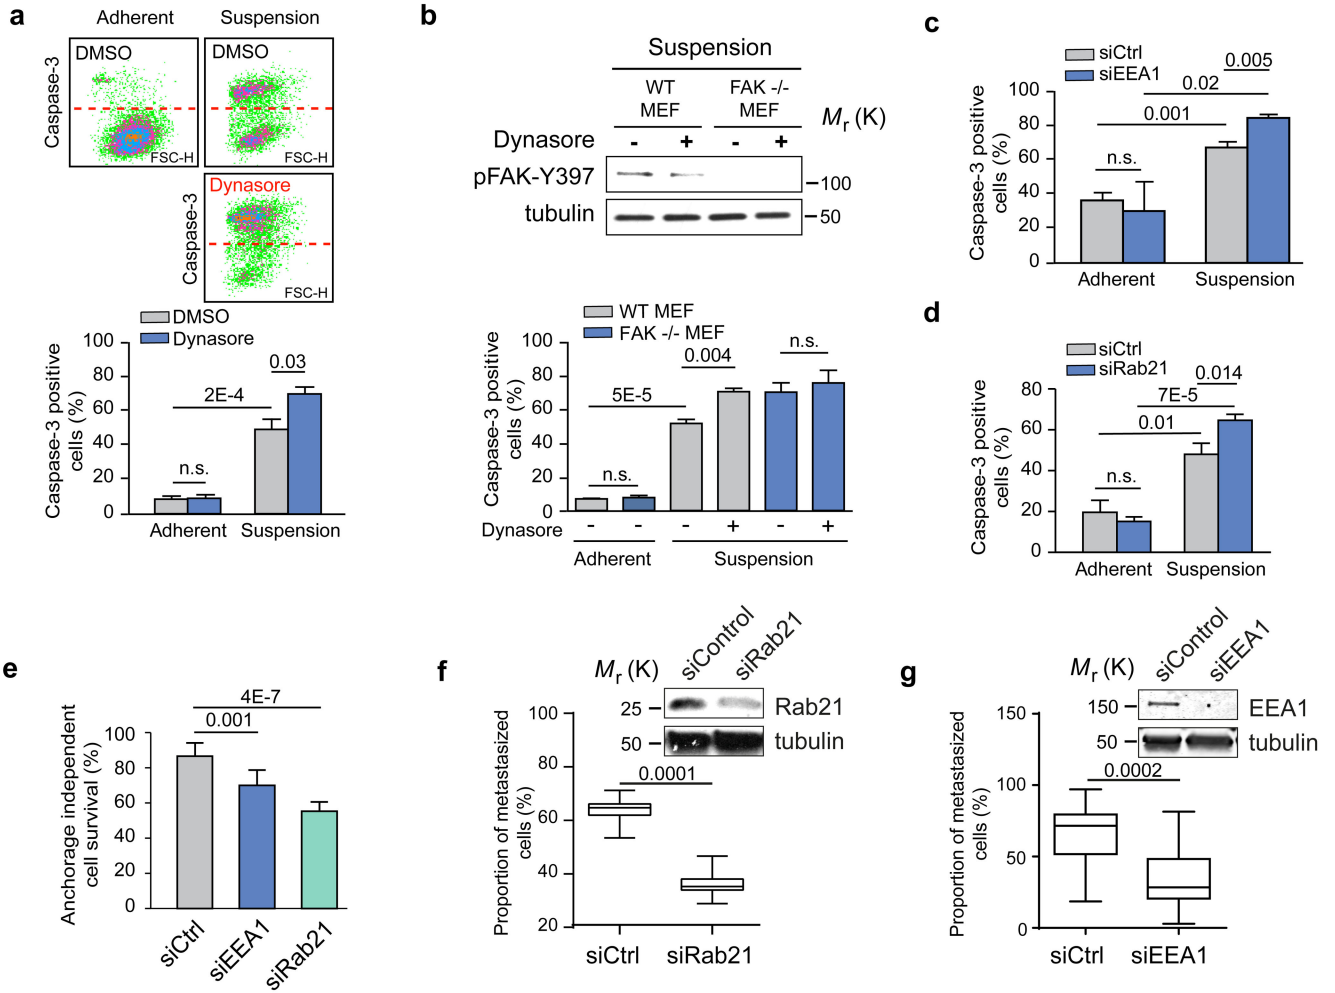 a
Adherent
Suspension
DMSO
DMSO
Caspase-3
FSC-H
FSC-H
Dynasore
Caspase-3
FSC-H
DMSO
Dynasore
Caspase-3 positive
cells (%)
100
80
60
40
20
0
2E-4
0.03
n.s.
Adherent
Suspension
b
Suspension
WT
MEF
FAK -/-
MEF
Mr (K)
Dynasore
-
+
-
+
pFAK-Y397
100
tubulin
50
WT MEF
FAK -/- MEF
Caspase-3 positive
cells (%)
100
80
60
40
20
0
5E-5
0.004
n.s.
n.s.
Dynasore
-
-
-
+
-
+
Adherent
Suspension
c
siCtrl
siEEA1
Caspase-3 positive
cells (%)
100
80
60
40
20
0
0.005
0.02
0.001
n.s.
Adherent
Suspension
d
siCtrl
siRab21
Caspase-3 positive
cells (%)
80
60
40
20
0
0.014
7E-5
0.01
n.s.
Adherent
Suspension
e
Anchorage independent
cell survival (%)
100
80
60
40
20
0
4E-7
0.001
siCtrl
siEEA1
siRab21
f
Mr (K)
siControl
siRab21
25
Rab21
50
tubulin
Proportion of metastasized
cells (%)
100
80
60
40
20
0.0001
siCtrl
siRab21
g
Mr (K)
siControl
siEEA1
150
EEA1
50
tubulin
Proportion of metastasized
cells (%)
150
100
50
0
0.0002
siCtrl
siEEA1